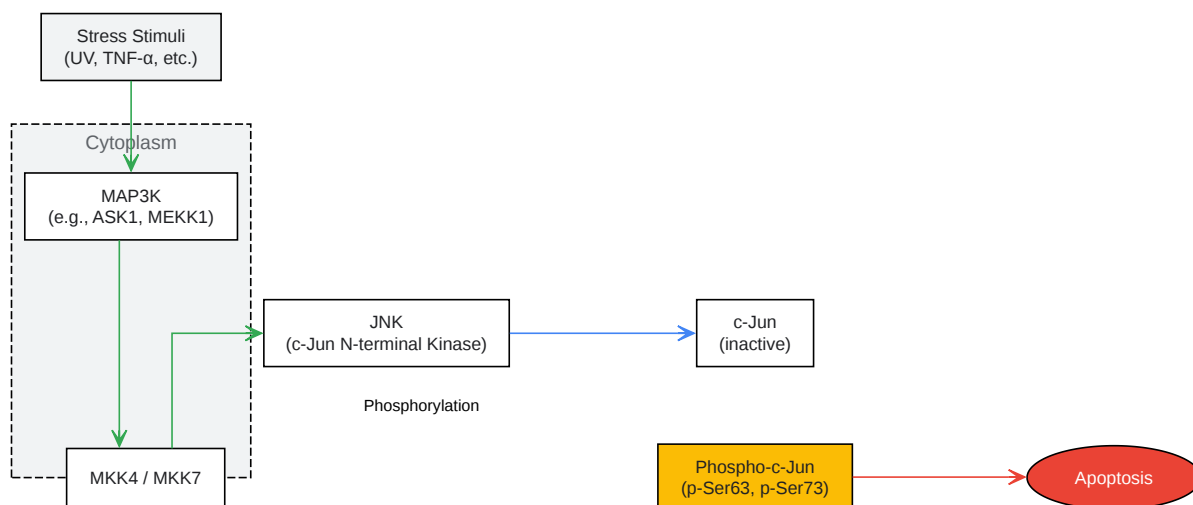 Stress Stimuli
(UV, TNF-α, etc.)
Cytoplasm
MAP3K
(e.g., ASK1, MEKK1)
JNK
(c-Jun N-terminal Kinase)
c-Jun
(inactive)
Phosphorylation
MKK4 / MKK7
Phospho-c-Jun
(p-Ser63, p-Ser73)
Apoptosis